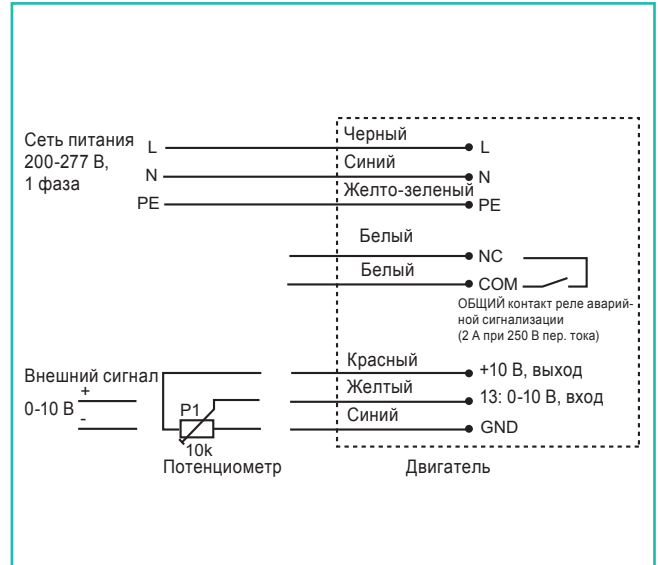 Сеть питания
200-277 В,
1 фаза
L
Черный
L
N
Синий
N
PE
Желто-зеленый
PE
Белый
NC
Белый
COM
ОБЩИЙ контакт реле аварий-
ной сигнализации
(2 А при 250 В пер. тока)
Внешний сигнал
+
0-10 В
-
P1
10k
Потенциометр
Красный
+10 В, выход
Желтый
13: 0-10 В, вход
Синий
GND
Двигатель